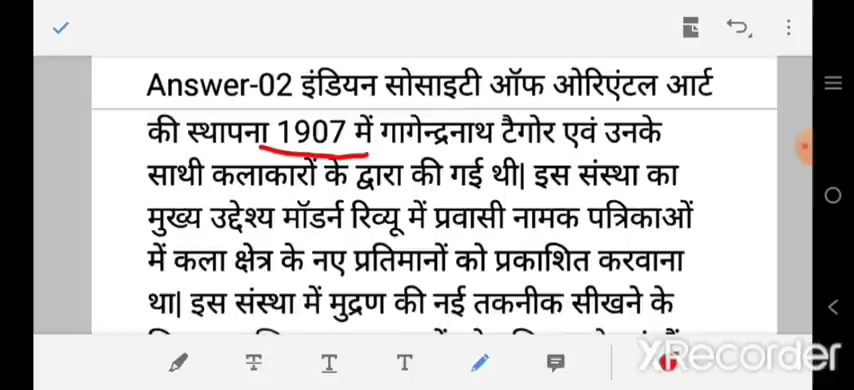 Answer-02 इंडियन सोसाइटी ऑफ ओरिएंटल आर्ट
की स्थापना 1907 में गागेन्द्रनाथ टैगोर एवं उनके
साथी कलाकारों के द्वारा की गई थी| इस संस्था का
मुख्य उद्देश्य मॉडर्न रिव्यू में प्रवासी नामक पत्रिकाओं
में कला क्षेत्र के नए प्रतिमानों को प्रकाशित करवाना
था| इस संस्था में मुद्रण की नई तकनीक सीखने के
T T T
XRecorder